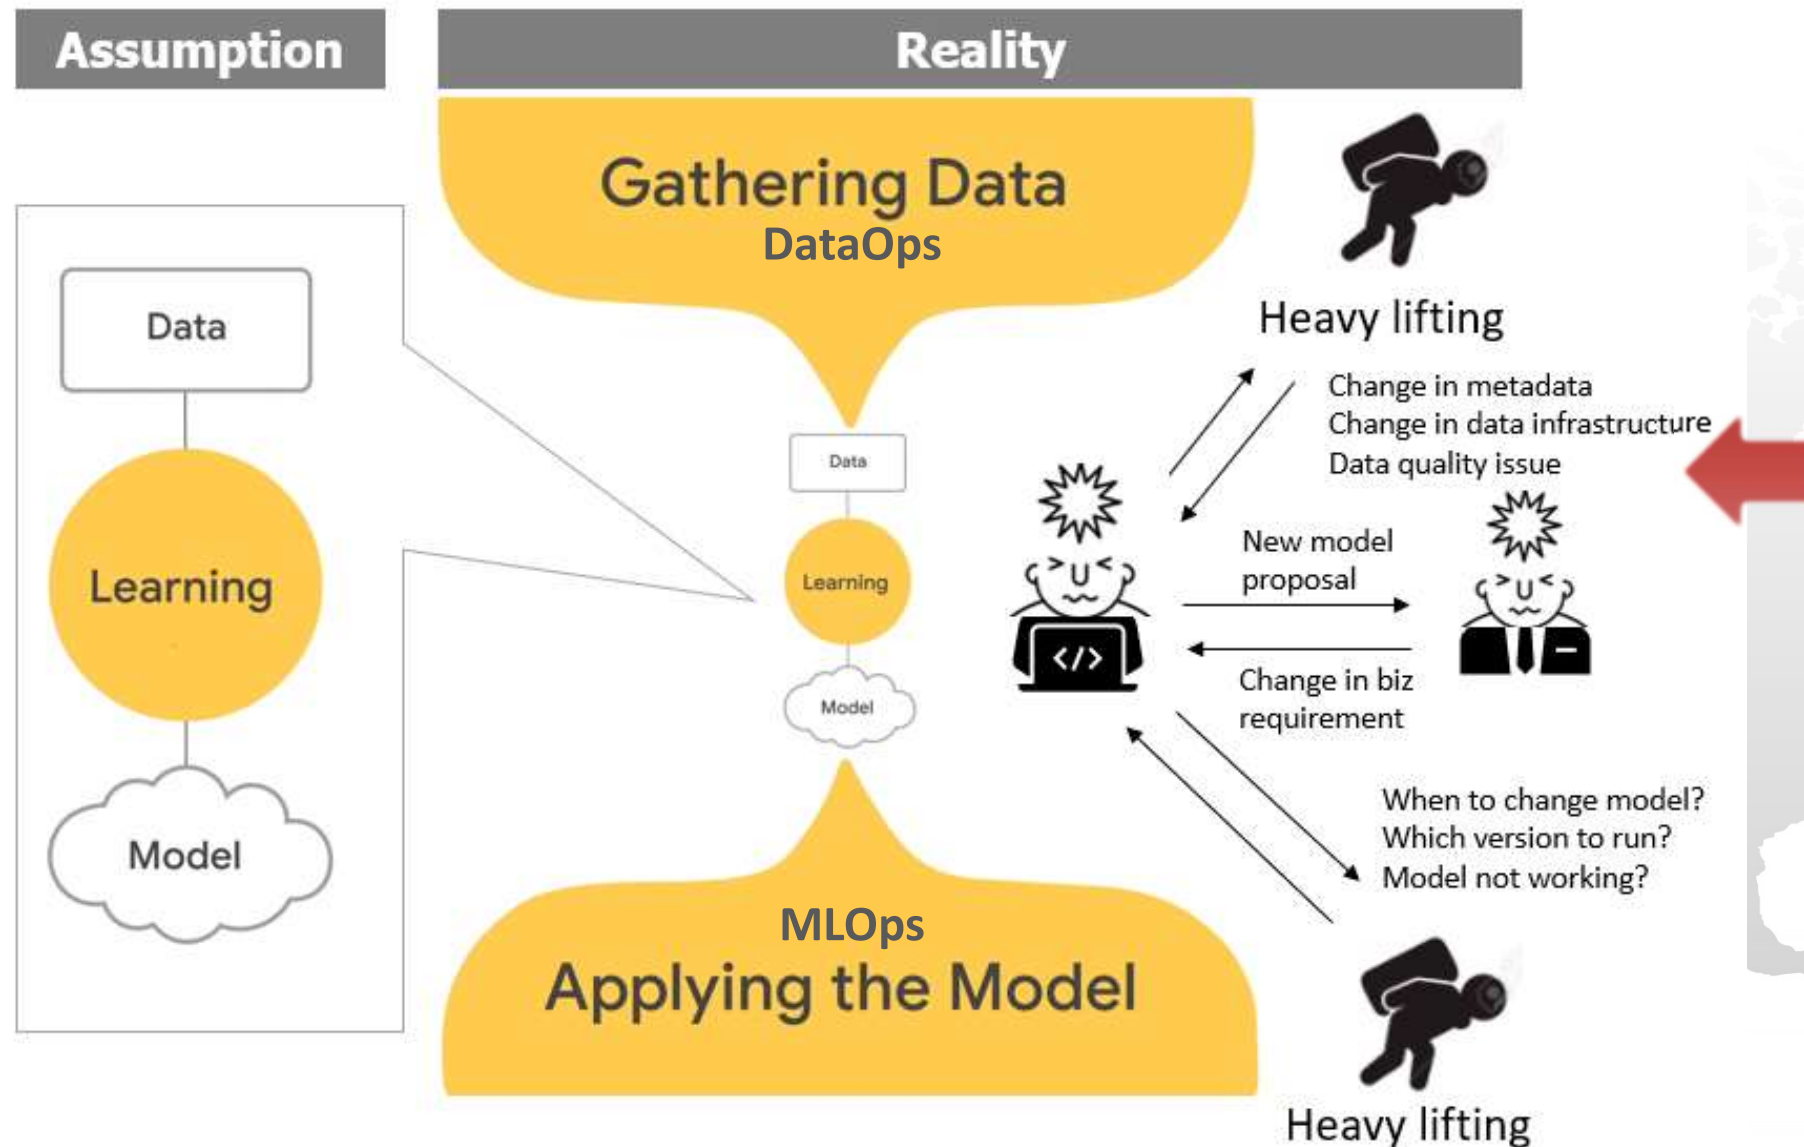 Assumption
Reality
Data
Learning
Model
Gathering Data
DataOps
Data
Learning
Model
MLOps
Applying the Model
Heavy lifting
Change in metadata
Change in data infrastructure
Data quality issue
New model
proposal
</>
Change in biz
requirement
When to change model?
Which version to run?
Model not working?
Heavy lifting